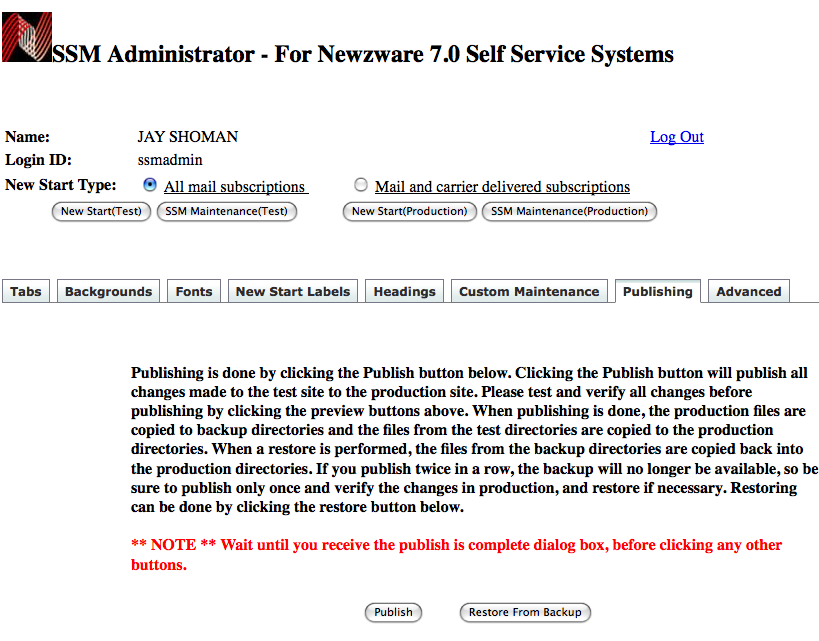 SSM Administrator - For Newzware 7.0 Self Service Systems
Name: JAY SHOMAN Log Out
Login ID: ssmadmin
New Start Type: All mail subscriptions Mail and carrier delivered subscriptions
New Start(Test) SSM Maintenance(Test) New Start(Production) SSM Maintenance(Production)
Tabs Backgrounds Fonts New Start Labels Headings Custom Maintenance Publishing Advanced
Publishing is done by clicking the Publish button below. Clicking the Publish button will publish all
changes made to the test site to the production site. Please test and verify all changes before
publishing by clicking the preview buttons above. When publishing is done, the production files are
copied to backup directories and the files from the test directories are copied to the production
directories. When a restore is performed, the files from the backup directories are copied back into
the production directories. If you publish twice in a row, the backup will no longer be available, so be
sure to publish only once and verify the changes in production, and restore if necessary. Restoring
can be done by clicking the restore button below.
** NOTE ** Wait until you receive the publish is complete dialog box, before clicking any other
buttons.
Publish Restore From Backup